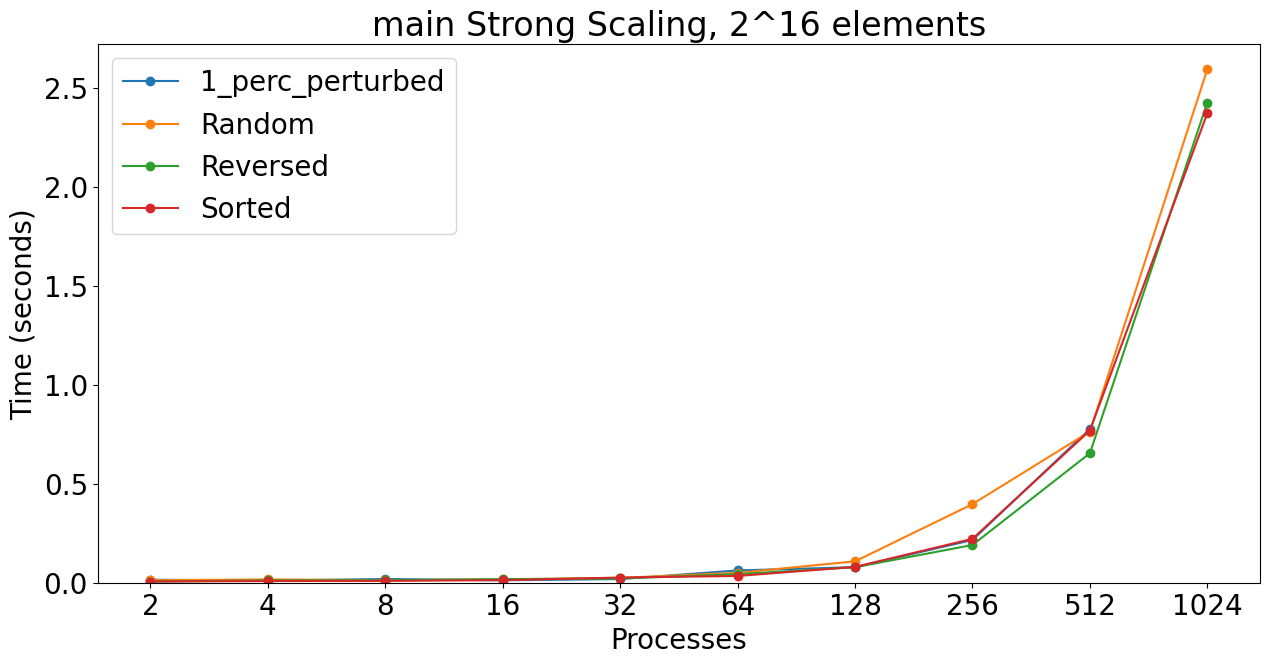 main Strong Scaling, 2^16 elements
1_perc_perturbed
Random
Reversed
Sorted
Time (seconds)
2.5
2.0
1.5
1.0
0.5
0.0
2 4 8 16 32 64 128 256 512 1024
Processes